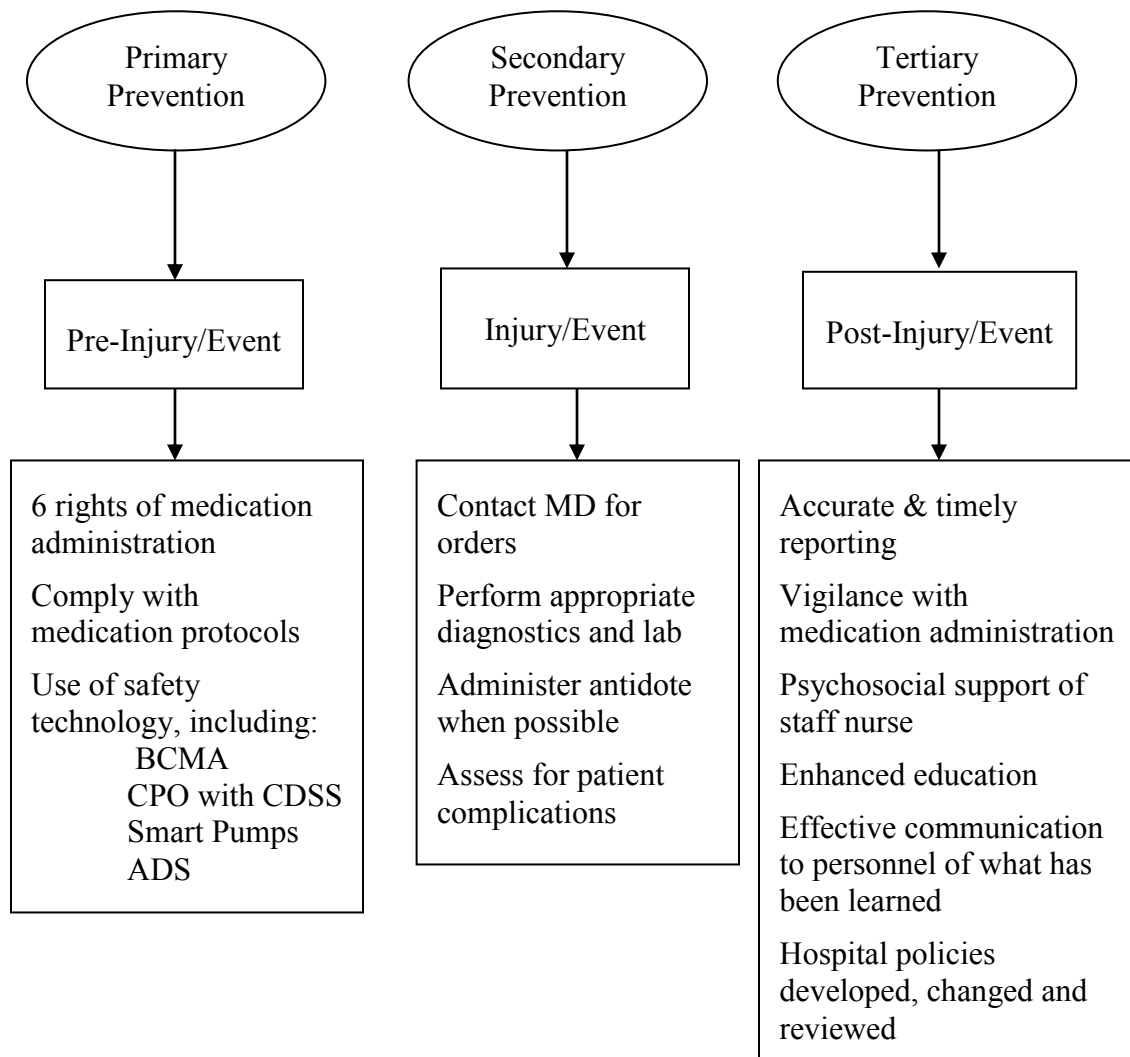 Primary
Prevention
Secondary
Prevention
Tertiary
Prevention
Pre-Injury/Event
Injury/Event
Post-Injury/Event
6 rights of medication
administration
Comply with
medication protocols
Use of safety
technology, including:
BCMA
CPO with CDSS
Smart Pumps
ADS
Contact MD for
orders
Perform appropriate
diagnostics and lab
Administer antidote
when possible
Assess for patient
complications
Accurate & timely
reporting
Vigilance with
medication administration
Psychosocial support of
staff nurse
Enhanced education
Effective communication
to personnel of what has
been learned
Hospital policies
developed, changed and
reviewed